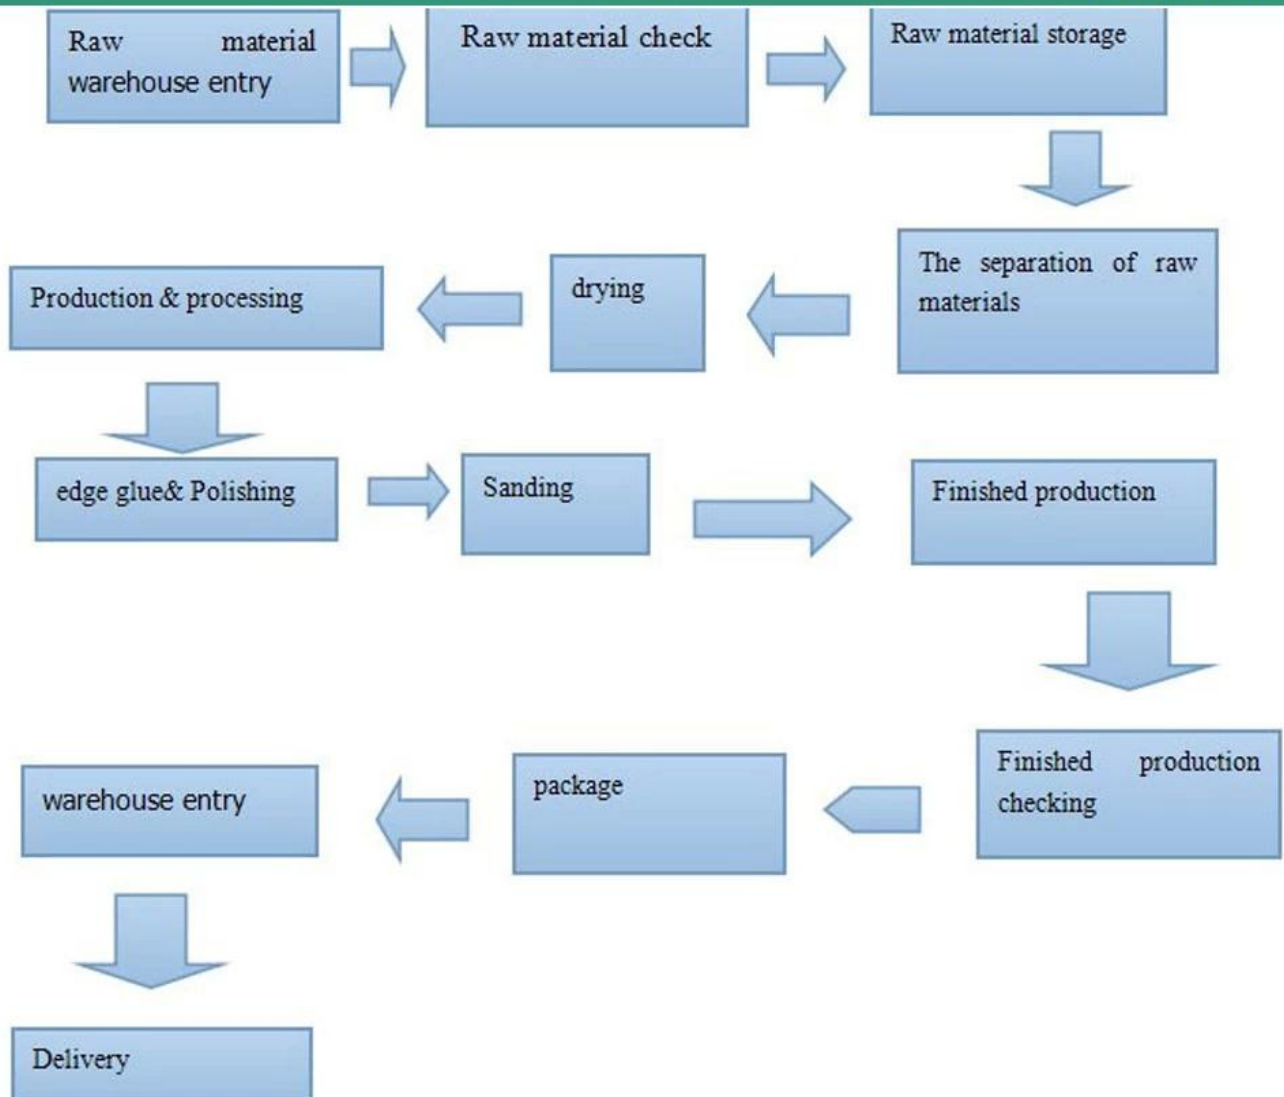 Raw material
warehouse entry
Raw material check
Raw material storage
The separation of raw
materials
drying
Production & processing
edge glue& Polishing
Sanding
Finished production
Finished production
checking
package
warehouse entry
Delivery